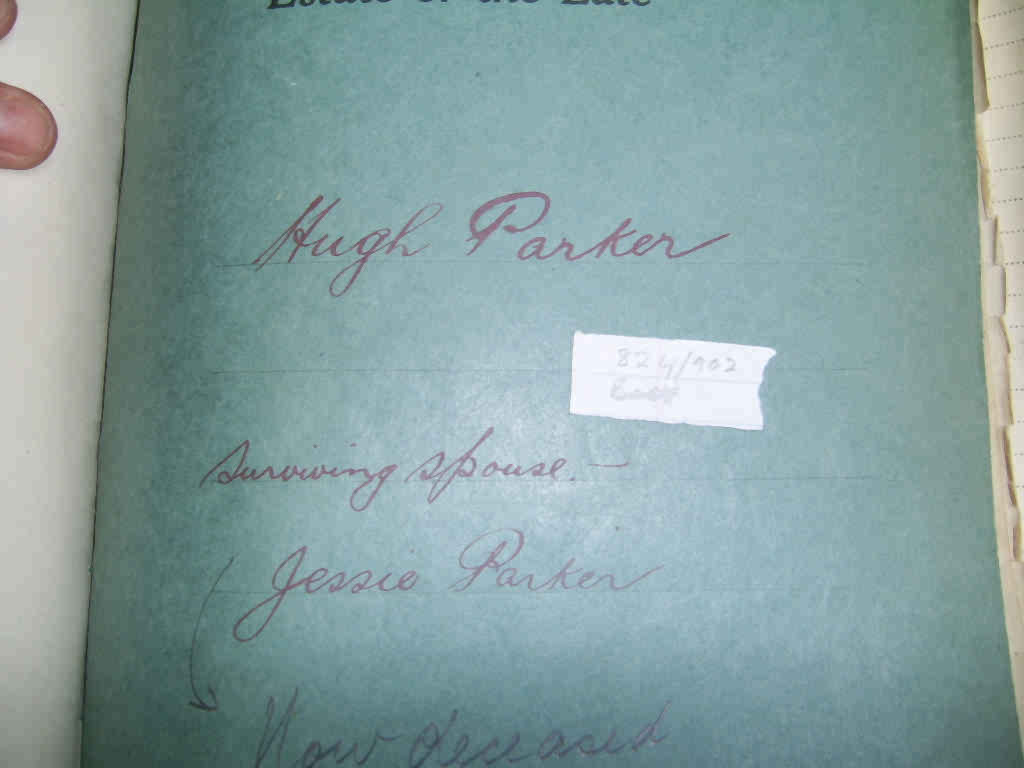 Estate of the Late
Hugh Parker
824/902
surviving spouse. —
Jessie Parker
Now deceased